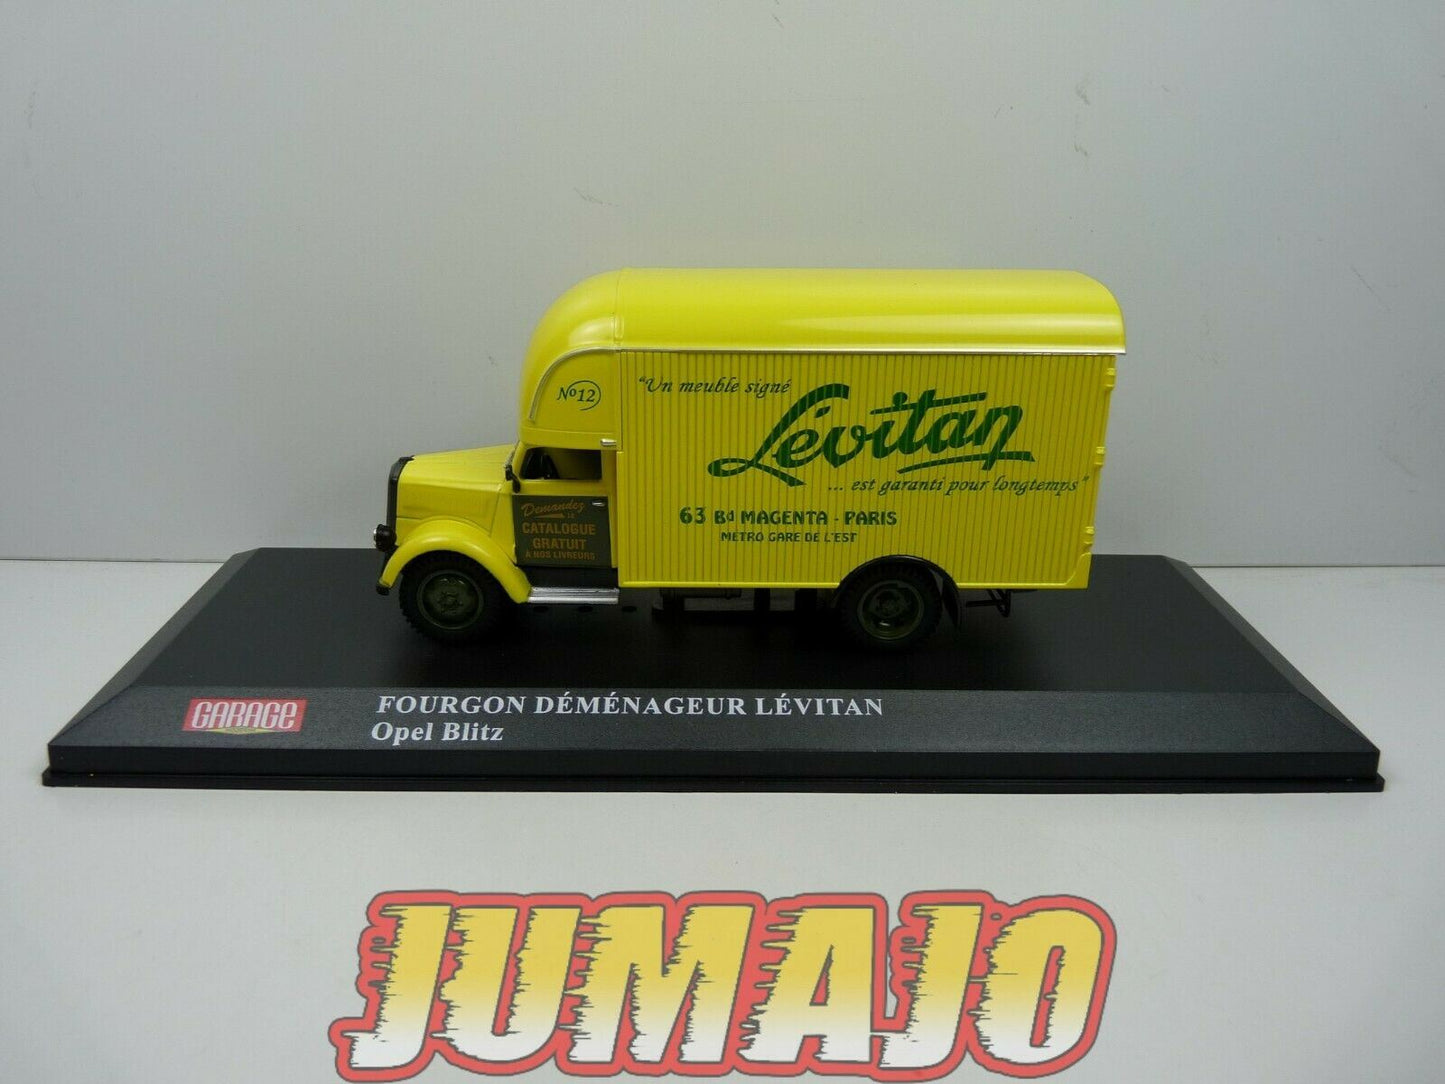 Nº12
"Un meuble signé
Lévitan
... est garanti pour longtemps"
63 Bd MAGENTA - PARIS
METRO GARE DE L'EST
Demandez
LE
CATALOGUE
GRATUIT
A NOS LIVREURS
GARAGE
FOURGON DÉMÉNAGEUR LÉVITAN
Opel Blitz
JUMAJO